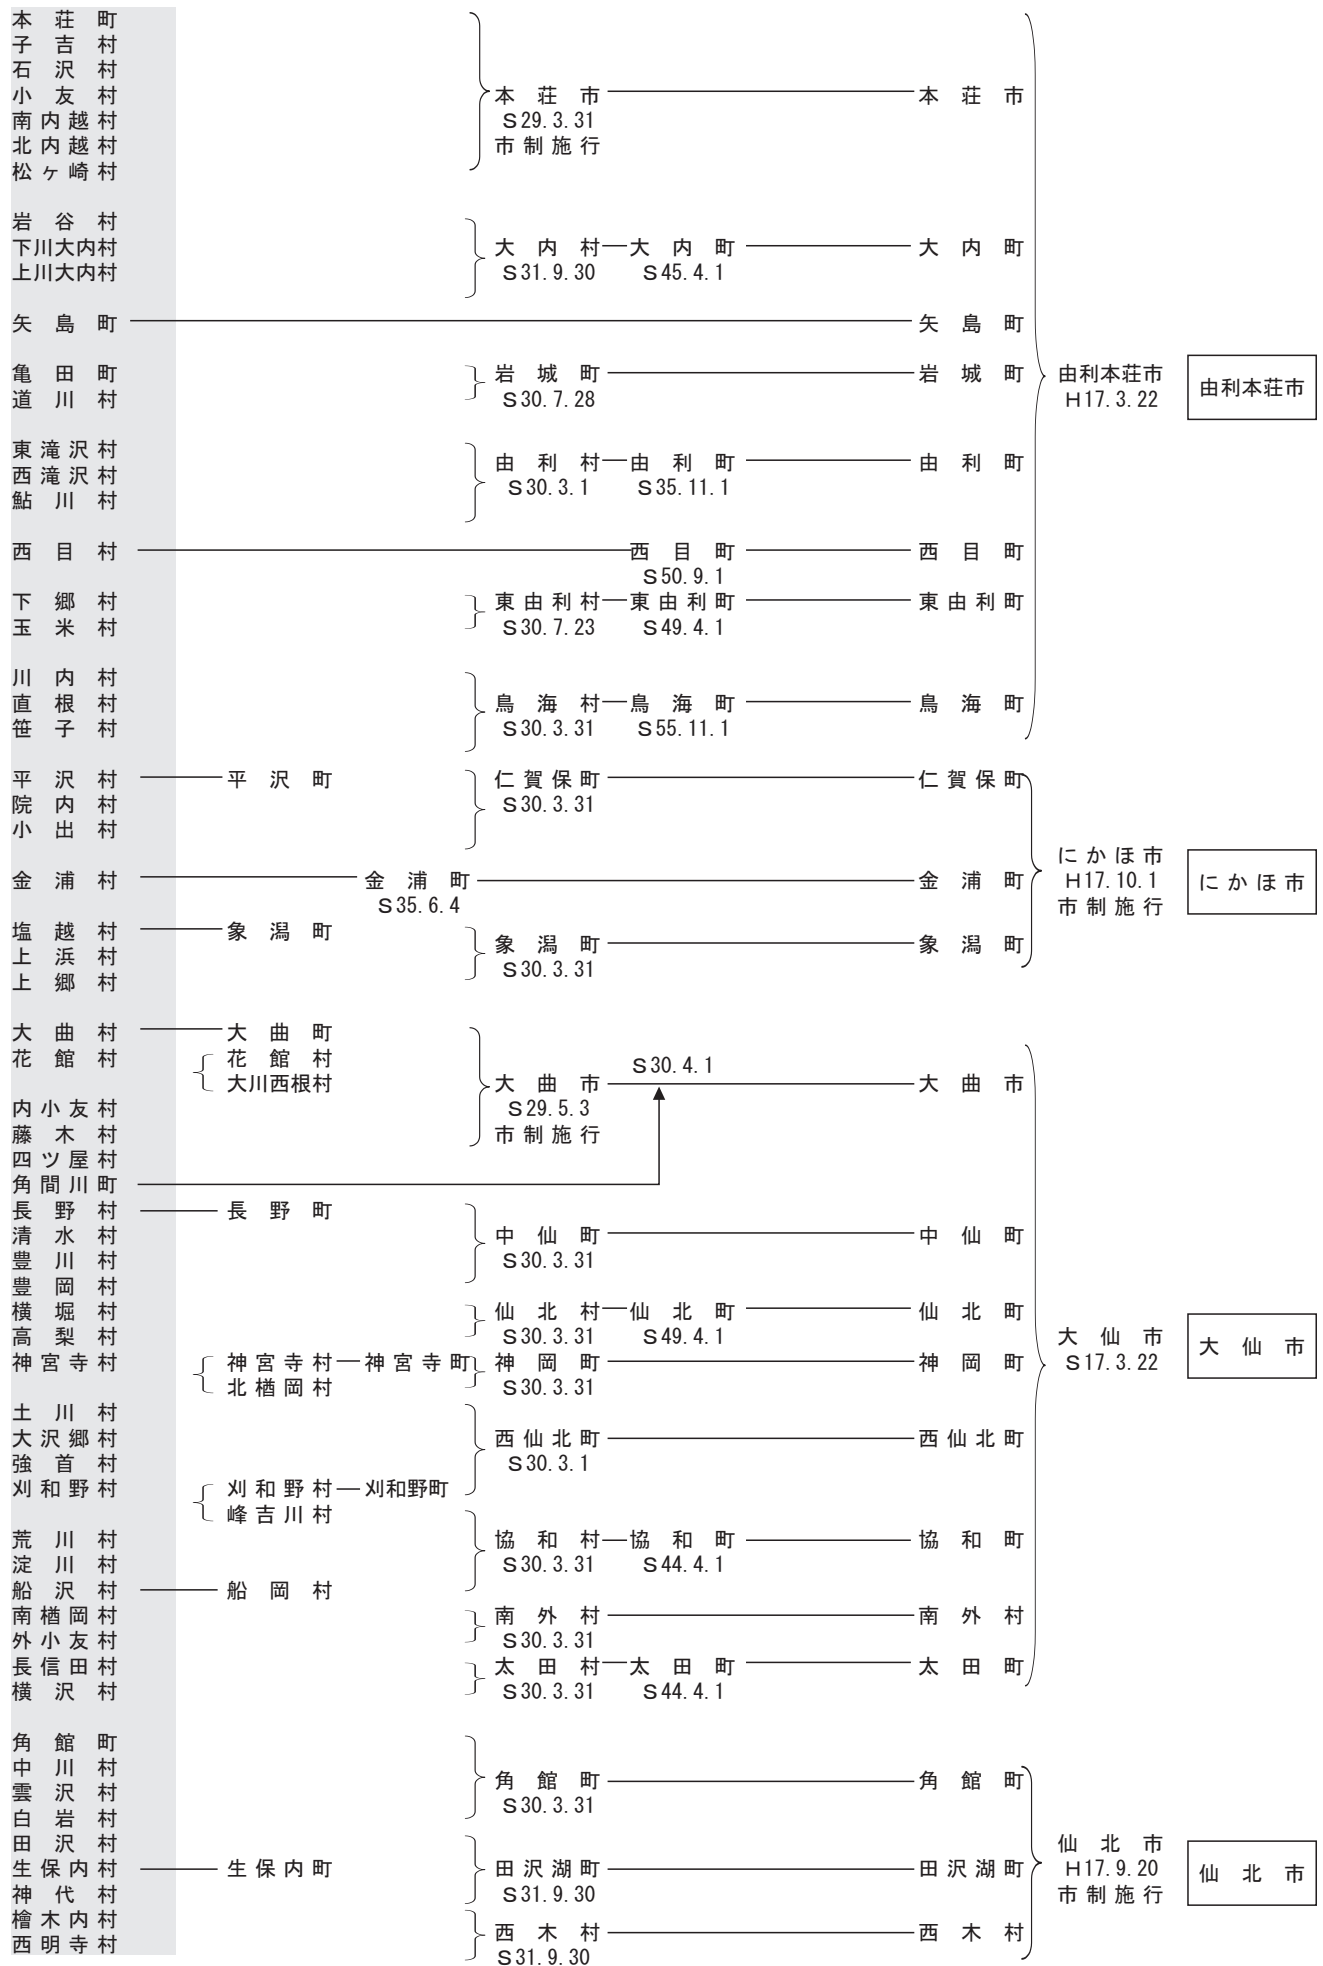 本荘町
子吉村
石沢村
小友村 本荘市 本荘市
南内越村 S29.3.31
北内越村 市制施行
松ヶ崎村
岩谷村
下川大内村 大内村 大内町 大内町
上川大内村 S31.9.30 S45.4.1
矢島町 矢島町
亀田町 岩城町 岩城町 由利本荘市 由利本荘市
道川村 S30.7.28 H17.3.22
東滝沢村
西滝沢村 由利村 由利町 由利町
鮎川村 S30.3.1 S35.11.1
西目村 西目町 西目町
S50.9.1
下郷村 東由利村 東由利町 東由利町
玉米村 S30.7.23 S49.4.1
川内村
直根村 鳥海村 鳥海町 鳥海町
笹子村 S30.3.31 S55.11.1
平沢村 平沢町 仁賀保町 仁賀保町
院内村 S30.3.31
小出村
にかほ市
金浦村 金浦町 金浦町 H17.10.1 にかほ市
S35.6.4 市制施行
塩越村 象潟町 象潟町 象潟町
上浜村 S30.3.31
上郷村
大曲村 大曲町
花館村 花館村 S30.4.1
大川西根村 大曲市 大曲市
内小友村 S29.5.3
藤木村 市制施行
四ツ屋村
角間川町
長野村 長野町
清水村 中仙町 中仙町
豊川村 S30.3.31
豊岡村
横堀村 仙北村 仙北町 仙北町
高梨村 S30.3.31 S49.4.1 大仙市 大仙市
神宮寺村 神宮寺村 神宮寺町 神岡町 神岡町 S17.3.22
北楢岡村 S30.3.31
土川村
大沢郷村 西仙北町 西仙北町
強首村 S30.3.1
刈和野村 刈和野村 刈和野町
峰吉川村
荒川村 協和村 協和町 協和町
淀川村 S30.3.31 S44.4.1
船沢村 船岡村
南楢岡村 南外村 南外村
外小友村 S30.3.31
長信田村 太田村 太田町 太田町
横沢村 S30.3.31 S44.4.1
角館町
中川村 角館町 角館町
雲沢村 S30.3.31
白岩村
田沢村 仙北市
生保内村 生保内町 田沢湖町 田沢湖町 H17.9.20 仙北市
神代村 S31.9.30 市制施行
檜木内村 西木村 西木村
西明寺村 S31.9.30